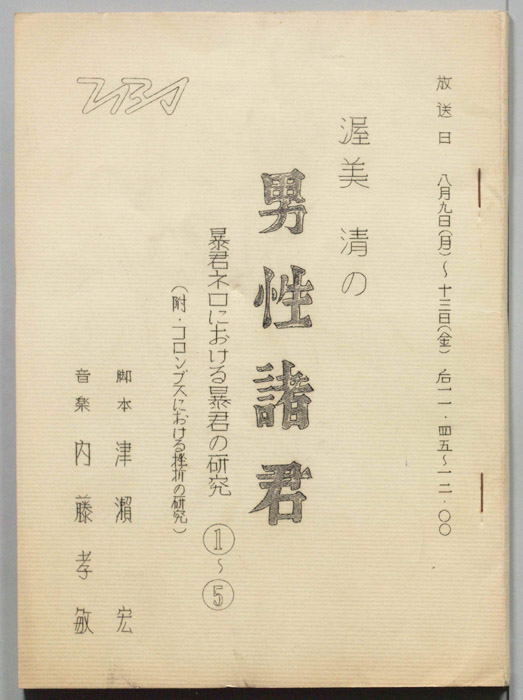 放送日 八月九日(月)～十三日(金) 后一一・四五～一二・〇〇
渥美 清の
男性諸君
暴君ネロにおける暴君の研究 ①～⑤
(附・コロンブスにおける挫折の研究)
脚本 津瀬 宏
音楽 内藤孝敏
TBS